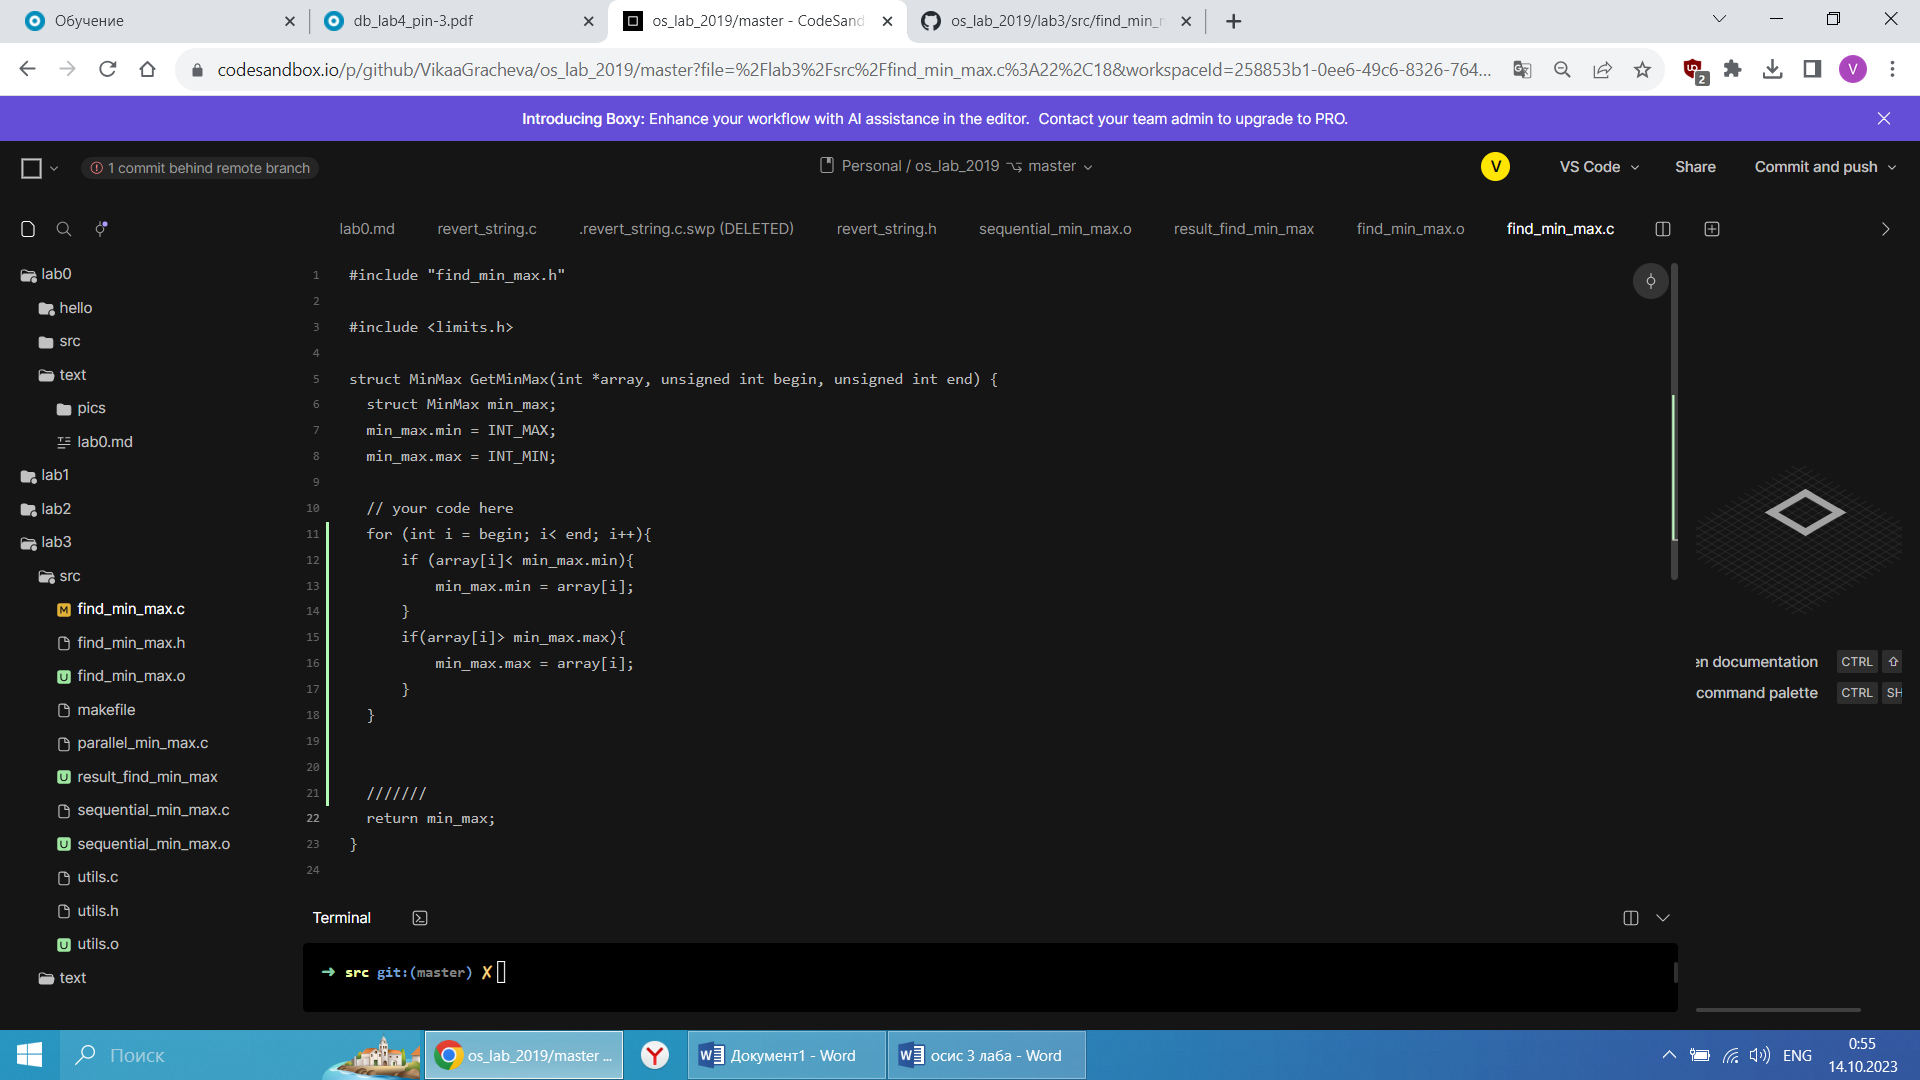 Обучение
db_lab4_pin-3.pdf
os_lab_2019/master - CodeSand
os_lab_2019/lab3/src/find_min_m
codesandbox.io/p/github/VikaaGracheva/os_lab_2019/master?file=%2Flab3%2Fsrc%2Ffind_min_max.c%3A22%2C18&workspaceId=258853b1-0ee6-49c6-8326-764...
2
V
Introducing Boxy: Enhance your workflow with AI assistance in the editor. Contact your team admin to upgrade to PRO.
1 commit behind remote branch
Personal / os_lab_2019 master
V
VS Code
Share
Commit and push
lab0.md
revert_string.c
.revert_string.c.swp (DELETED)
revert_string.h
sequential_min_max.o
result_find_min_max
find_min_max.o
find_min_max.c
lab0
hello
src
text
pics
lab0.md
lab1
lab2
lab3
src
M find_min_max.c
find_min_max.h
U find_min_max.o
makefile
parallel_min_max.c
U result_find_min_max
sequential_min_max.c
U sequential_min_max.o
utils.c
utils.h
U utils.o
text
1 #include "find_min_max.h"
2
3 #include <limits.h>
4
5 struct MinMax GetMinMax(int *array, unsigned int begin, unsigned int end) {
6 struct MinMax min_max;
7 min_max.min = INT_MAX;
8 min_max.max = INT_MIN;
9
10 // your code here
11 for (int i = begin; i< end; i++){
12 if (array[i]< min_max.min){
13 min_max.min = array[i];
14 }
15 if(array[i]> min_max.max){
16 min_max.max = array[i];
17 }
18 }
19
20
21 ///////
22 return min_max;
23 }
24
en documentation CTRL ⇧
command palette CTRL SH
Terminal
➜ src git:(master) ✗
Поиск
os_lab_2019/master ...
Документ1 - Word
осис 3 лаба - Word
ENG
0:55
14.10.2023